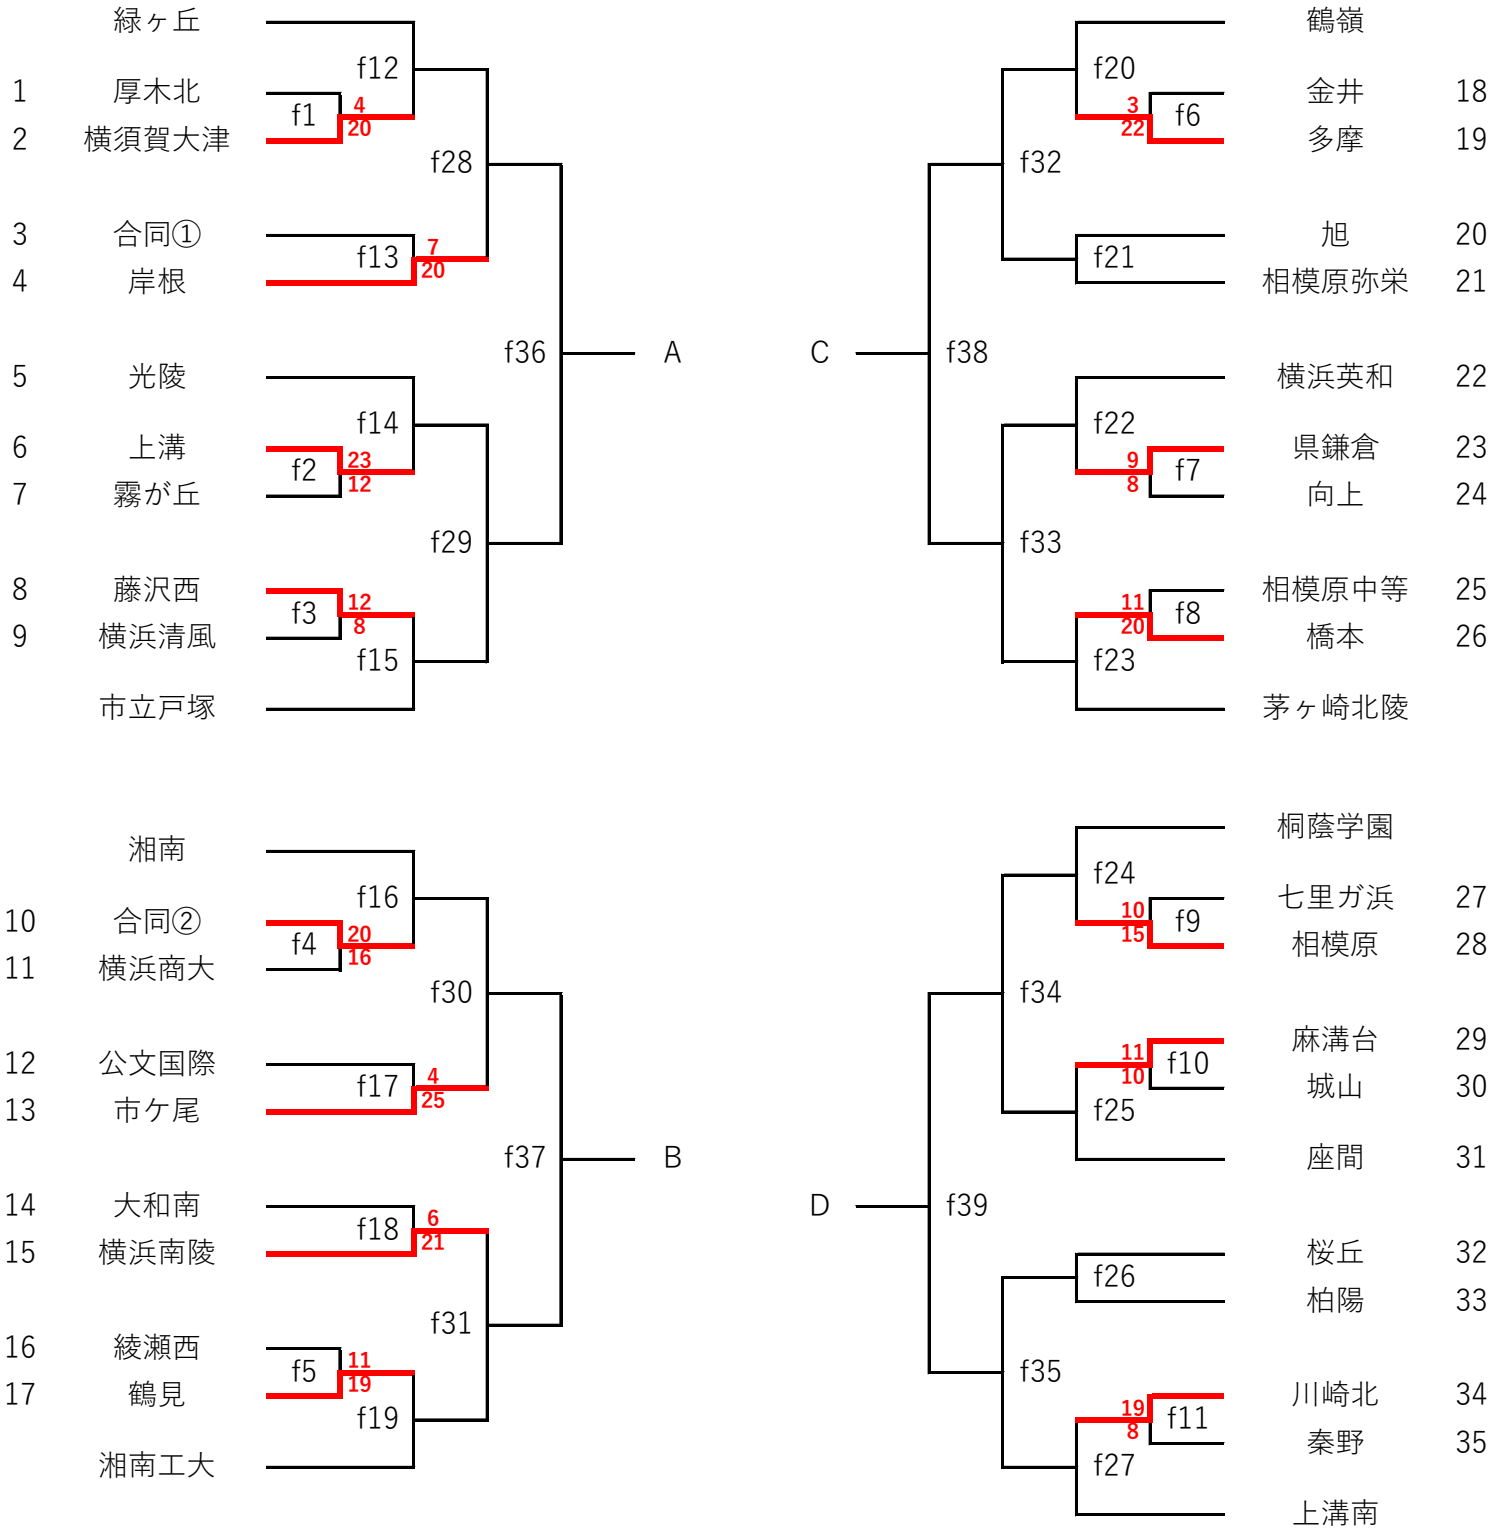 緑ヶ丘
f12
1 厚木北
f1 4
20
2 横須賀大津
f28
3 合同①
f13 7
20
4 岸根
f36 A
5 光陵
f14
6 上溝
f2 23
12
7 霧が丘
f29
8 藤沢西
f3 12
8
9 横浜清風
f15
市立戸塚
湘南
f16
10 合同②
f4 20
16
11 横浜商大
f30
12 公文国際
f17 4
25
13 市ケ尾
f37 B
14 大和南
f18 6
21
15 横浜南陵
f31
16 綾瀬西
f5 11
19
17 鶴見
f19
湘南工大
鶴嶺
f20
金井 18
3 f6
22
多摩 19
f32
旭 20
f21
相模原弥栄 21
C f38
横浜英和 22
f22
県鎌倉 23
9 f7
8
向上 24
f33
相模原中等 25
11 f8
20
橋本 26
f23
茅ヶ崎北陵
桐蔭学園
f24
七里ガ浜 27
10 f9
15
相模原 28
f34
麻溝台 29
11 f10
10
城山 30
f25
座間 31
D f39
桜丘 32
f26
柏陽 33
f35
川崎北 34
19 f11
8
秦野 35
f27
上溝南